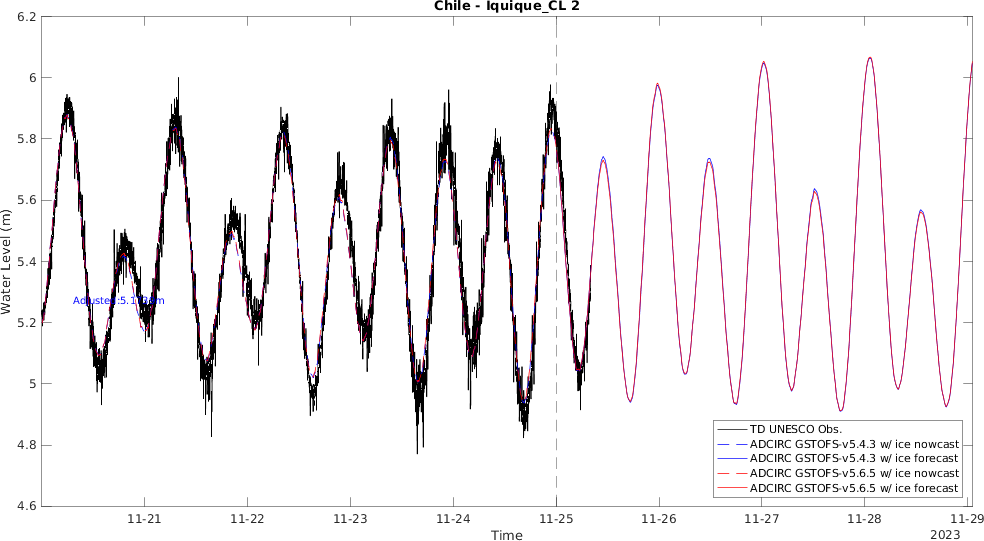 Chile - Iquique_CL 2
6.2
6
5.8
5.6
5.4
5.2
5
4.8
4.6
Water Level (m)
TD UNESCO Obs.
ADCIRC GSTOFS-v5.4.3 w/ ice nowcast
ADCIRC GSTOFS-v5.4.3 w/ ice forecast
ADCIRC GSTOFS-v5.6.5 w/ ice nowcast
ADCIRC GSTOFS-v5.6.5 w/ ice forecast
11-21
11-22
11-23
11-24
11-25
11-26
11-27
11-28
11-29
Time
2023